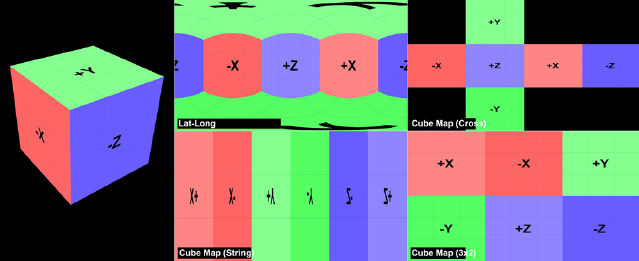 +Y
-X
-Z
Z
-X
+Z
+X
-Z
Lat-Long
+Y
-X
+Z
+X
-Z
-Y
Cube Map (Cross)
+X
-X
+Y
-Y
+Z
-Z
Cube Map (String)
+X
-X
+Y
-Y
+Z
-Z
Cube Map (3x2)